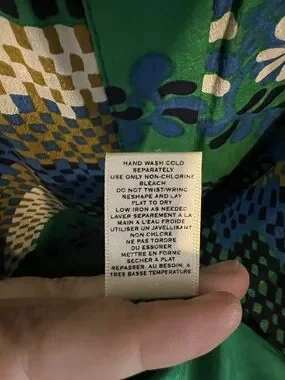 HAND WASH COLD
SEPARATELY
USE ONLY NON-CHLORINE
BLEACH
DO NOT TWIST/WRING
RESHAPE AND LAY
FLAT TO DRY
LOW IRON AS NEEDED
LAVER SEPAREMENT A LA
MAIN A L'EAU FROIDE
UTILISER UN JAVELLISANT
NON CHLORE
NE PAS TORDRE
OU ESSORER
METTRE EN FORME
SECHER A PLAT
REPASSER, AU BESOIN, A
TRES BASSE TEMPERATURE